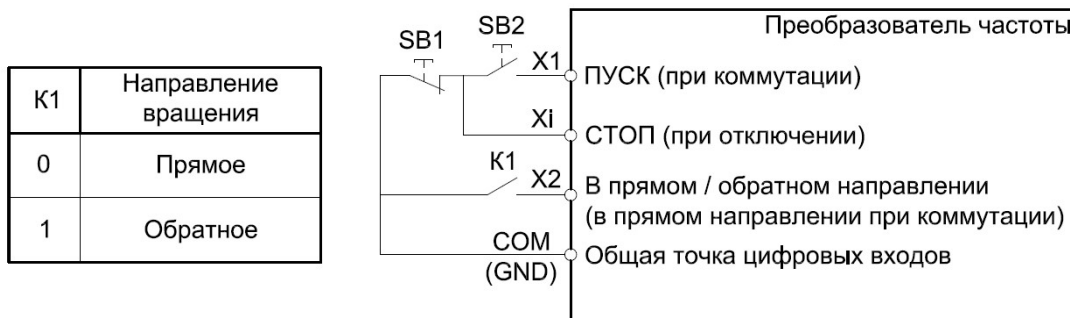 К1
Направление
вращения
0
Прямое
1
Обратное
Преобразователь частоты
SB1
SB2
X1
ПУСК (при коммутации)
Xi
СТОП (при отключении)
К1
X2
В прямом / обратном направлении
(в прямом направлении при коммутации)
COM
(GND)
Общая точка цифровых входов